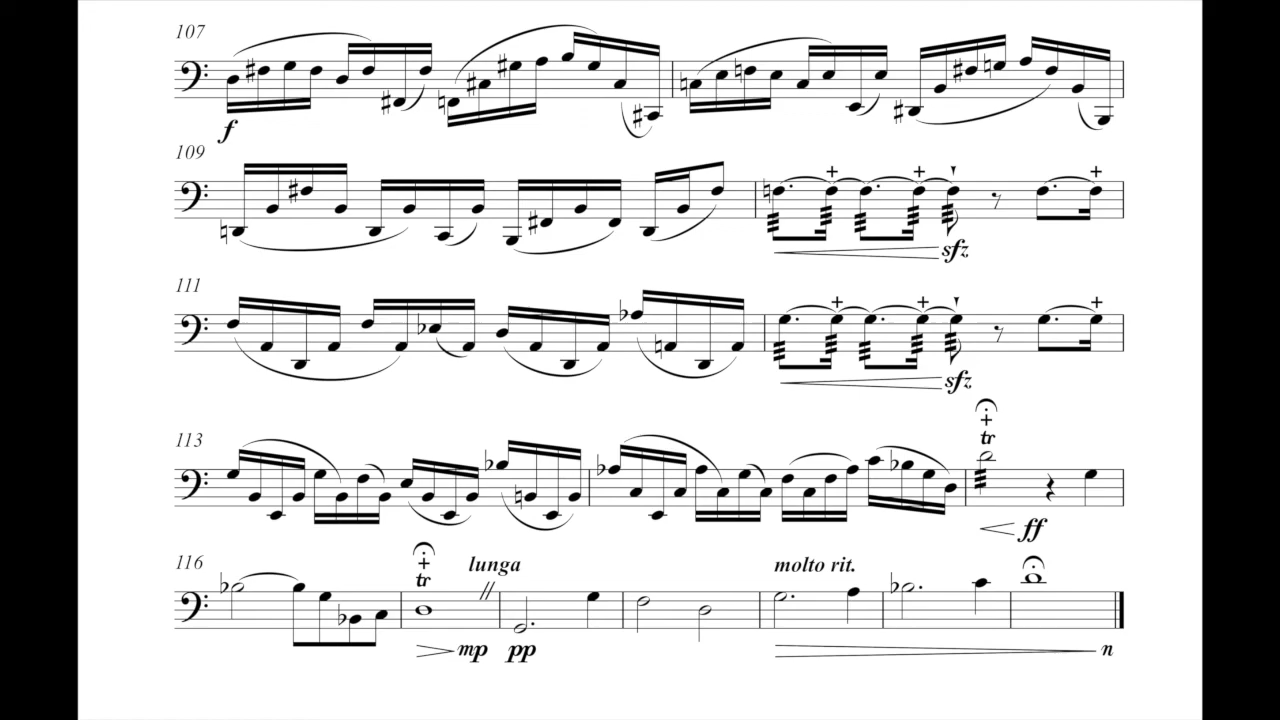 107
f
109
sfz
111
sfz
113
tr
ff
116
tr
lunga
molto rit.
mp
pp
n